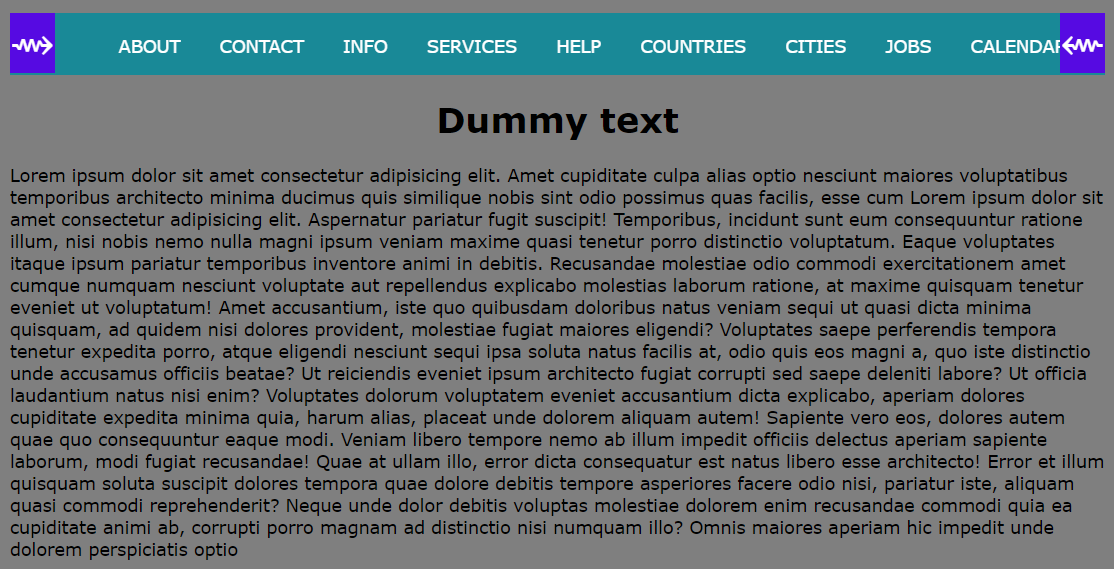 ABOUT CONTACT INFO SERVICES HELP COUNTRIES CITIES JOBS CALENDAR
Dummy text
Lorem ipsum dolor sit amet consectetur adipisicing elit. Amet cupiditate culpa alias optio nesciunt maiores voluptatibus
temporibus architecto minima ducimus quis similique nobis sint odio possimus quas facilis, esse cum Lorem ipsum dolor sit
amet consectetur adipisicing elit. Aspernatur pariatur fugit suscipit! Temporibus, incidunt sunt eum consequuntur ratione
illum, nisi nobis nemo nulla magni ipsum veniam maxime quasi tenetur porro distinctio voluptatum. Eaque voluptates
itaque ipsum pariatur temporibus inventore animi in debitis. Recusandae molestiae odio commodi exercitationem amet
cumque numquam nesciunt voluptate aut repellendus explicabo molestias laborum ratione, at maxime quisquam tenetur
eveniet ut voluptatum! Amet accusantium, iste quo quibusdam doloribus natus veniam sequi ut quasi dicta minima
quisquam, ad quidem nisi dolores provident, molestiae fugiat maiores eligendi? Voluptates saepe perferendis tempora
tenetur expedita porro, atque eligendi nesciunt sequi ipsa soluta natus facilis at, odio quis eos magni a, quo iste distinctio
unde accusamus officiis beatae? Ut reiciendis eveniet ipsum architecto fugiat corrupti sed saepe deleniti labore? Ut officia
laudantium natus nisi enim? Voluptates dolorum voluptatem eveniet accusantium dicta explicabo, aperiam dolores
cupiditate expedita minima quia, harum alias, placeat unde dolorem aliquam autem! Sapiente vero eos, dolores autem
quae quo consequuntur eaque modi. Veniam libero tempore nemo ab illum impedit officiis delectus aperiam sapiente
laborum, modi fugiat recusandae! Quae at ullam illo, error dicta consequatur est natus libero esse architecto! Error et illum
quisquam soluta suscipit dolores tempora quae dolore debitis tempore asperiores facere odio nisi, pariatur iste, aliquam
quasi commodi reprehenderit? Neque unde dolor debitis voluptas molestiae dolorem enim recusandae commodi quia ea
cupiditate animi ab, corrupti porro magnam ad distinctio nisi numquam illo? Omnis maiores aperiam hic impedit unde
dolorem perspiciatis optio